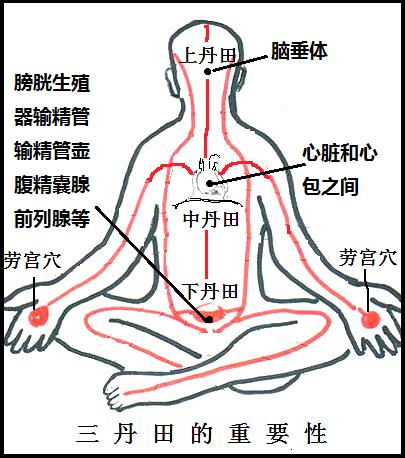 上丹田
脑垂体
膀胱生殖
器输精管
输精管壶
腹精囊腺
前列腺等
心脏和心
包之间
中丹田
劳宫穴
下丹田
劳宫穴
三丹田的重要性